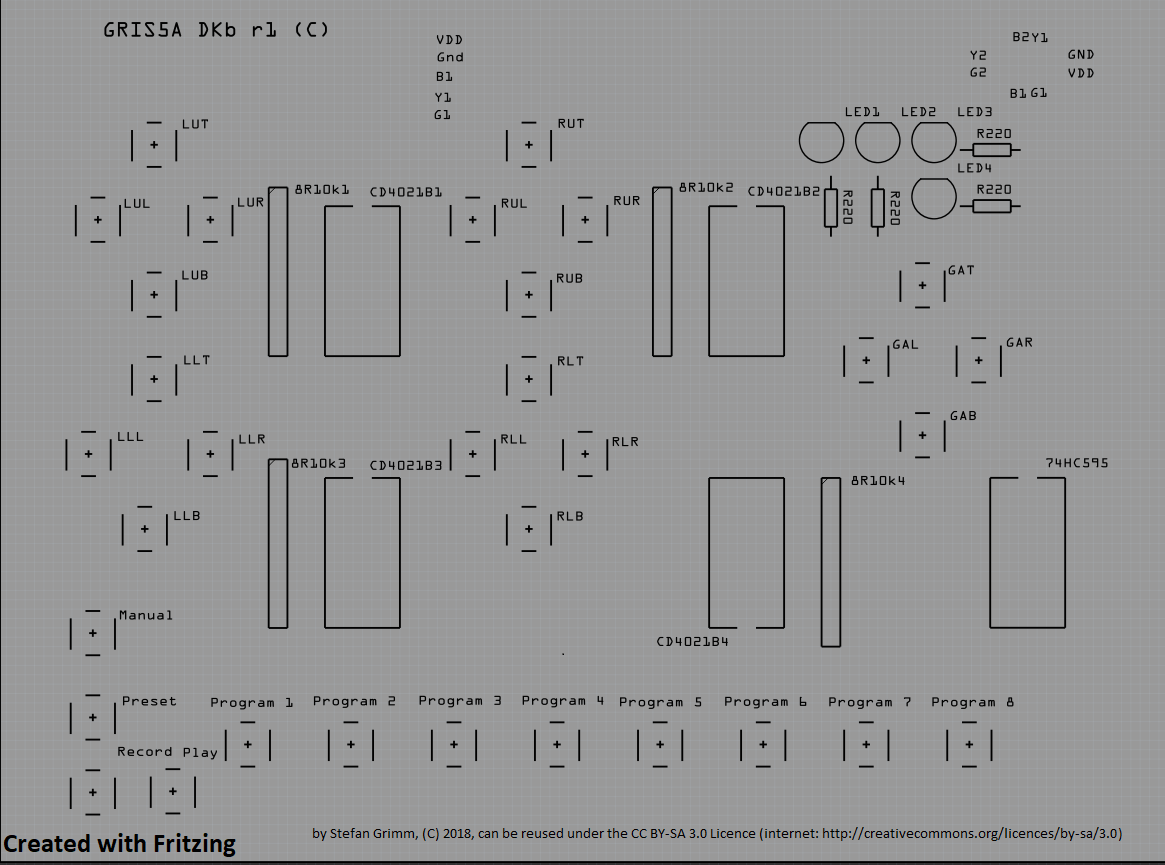 GRIS5A DKb r1 (C)
VDD
Gnd
B1
Y1
G1
B2Y1
Y2 GND
G2 VDD
B1G1
LED1 LED2 LED3
LUT RUT R220
LED4
8R10k1 CD4021B1 8R10k2 CD4021B2 R220
LUL LUR RUL RUR R220 R220
LUB RUB GAT
GAL GAR
LLT RLT
GAB
LLL LLR RLL RLR
8R10k3 CD4021B3 74HC595
8R10k4
LLB RLB
Manual
CD4021B4
Preset Program 1 Program 2 Program 3 Program 4 Program 5 Program 6 Program 7 Program 8
Record Play
Created with Fritzing
by Stefan Grimm, (C) 2018, can be reused under the CC BY-SA 3.0 Licence (internet: http://creativecommons.org/licences/by-sa/3.0)